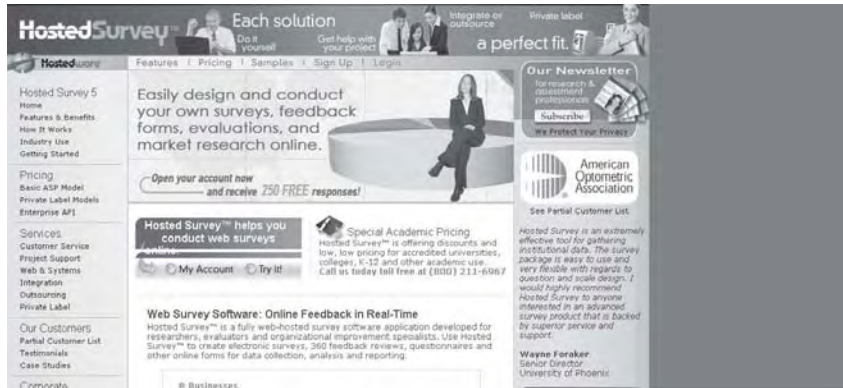 HostedSurvey™
Each solution
Do it
yourself
Get help with
your project
Integrate or
outsource
Private label
a perfect fit.
Hostedware
Features | Pricing | Samples | Sign Up | Login
Hosted Survey 5
Home
Features & Benefits
How It Works
Industry Use
Getting Started
Pricing
Basic ASP Model
Private Label Models
Enterprise API
Services
Customer Service
Project Support
Web & Systems
Integration
Outsourcing
Private Label
Our Customers
Partial Customer List
Testimonials
Case Studies
Corporate
Easily design and conduct
your own surveys, feedback
forms, evaluations, and
market research online.
Open your account now
and receive 250 FREE responses!
Hosted Survey™ helps you
conduct web surveys
online
My Account
Try it!
Special Academic Pricing
Hosted Survey™ is offering discounts and
low, low pricing for accredited universities,
colleges, K-12 and other academic use.
Call us today toll free at (800) 211-6967
Web Survey Software: Online Feedback in Real-Time
Hosted Survey™ is a fully web-hosted survey software application developed for
researchers, evaluators and organizational improvement specialists. Use Hosted
Survey™ to create electronic surveys, 360 feedback reviews, questionnaires and
other online forms for data collection, analysis and reporting.
Businesses
Our Newsletter
for research &
assessment
professionals
Subscribe
We Protect Your Privacy
American
Optometric
Association
See Partial Customer List.
Hosted Survey is an extremely
effective tool for gathering
institutional data. The survey
package is easy to use and
very flexible with regards to
question and scale design. I
would highly recommend
Hosted Survey to anyone
interested in an advanced
survey product that is backed
by superior service and
support.
Wayne Foraker
Senior Director
University of Phoenix